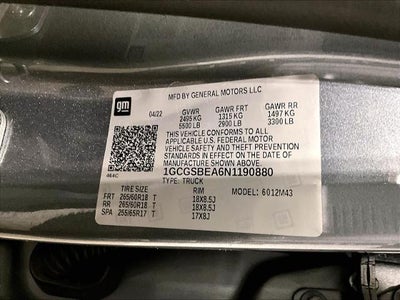 gm
MFD BY GENERAL MOTORS LLC
04/22 GVWR GAWR FRT GAWR RR
2495 KG 1315 KG 1497 KG
5500 LB 2900 LB 3300 LB
THIS VEHICLE CONFORMS TO ALL
APPLICABLE U.S. FEDERAL MOTOR
VEHICLE SAFETY AND THEFT PREVENTION
STANDARDS IN EFFECT ON THE DATE OF
MANUFACTURE SHOWN ABOVE.
1GCGSBEA6N1190880
TYPE: TRUCK
TIRE SIZE RIM MODEL: 6012M43
FRT 265/60R18 T 18X8.5J
RR 265/60R18 T 18X8.5J
SPA 255/65R17 T 17X8J